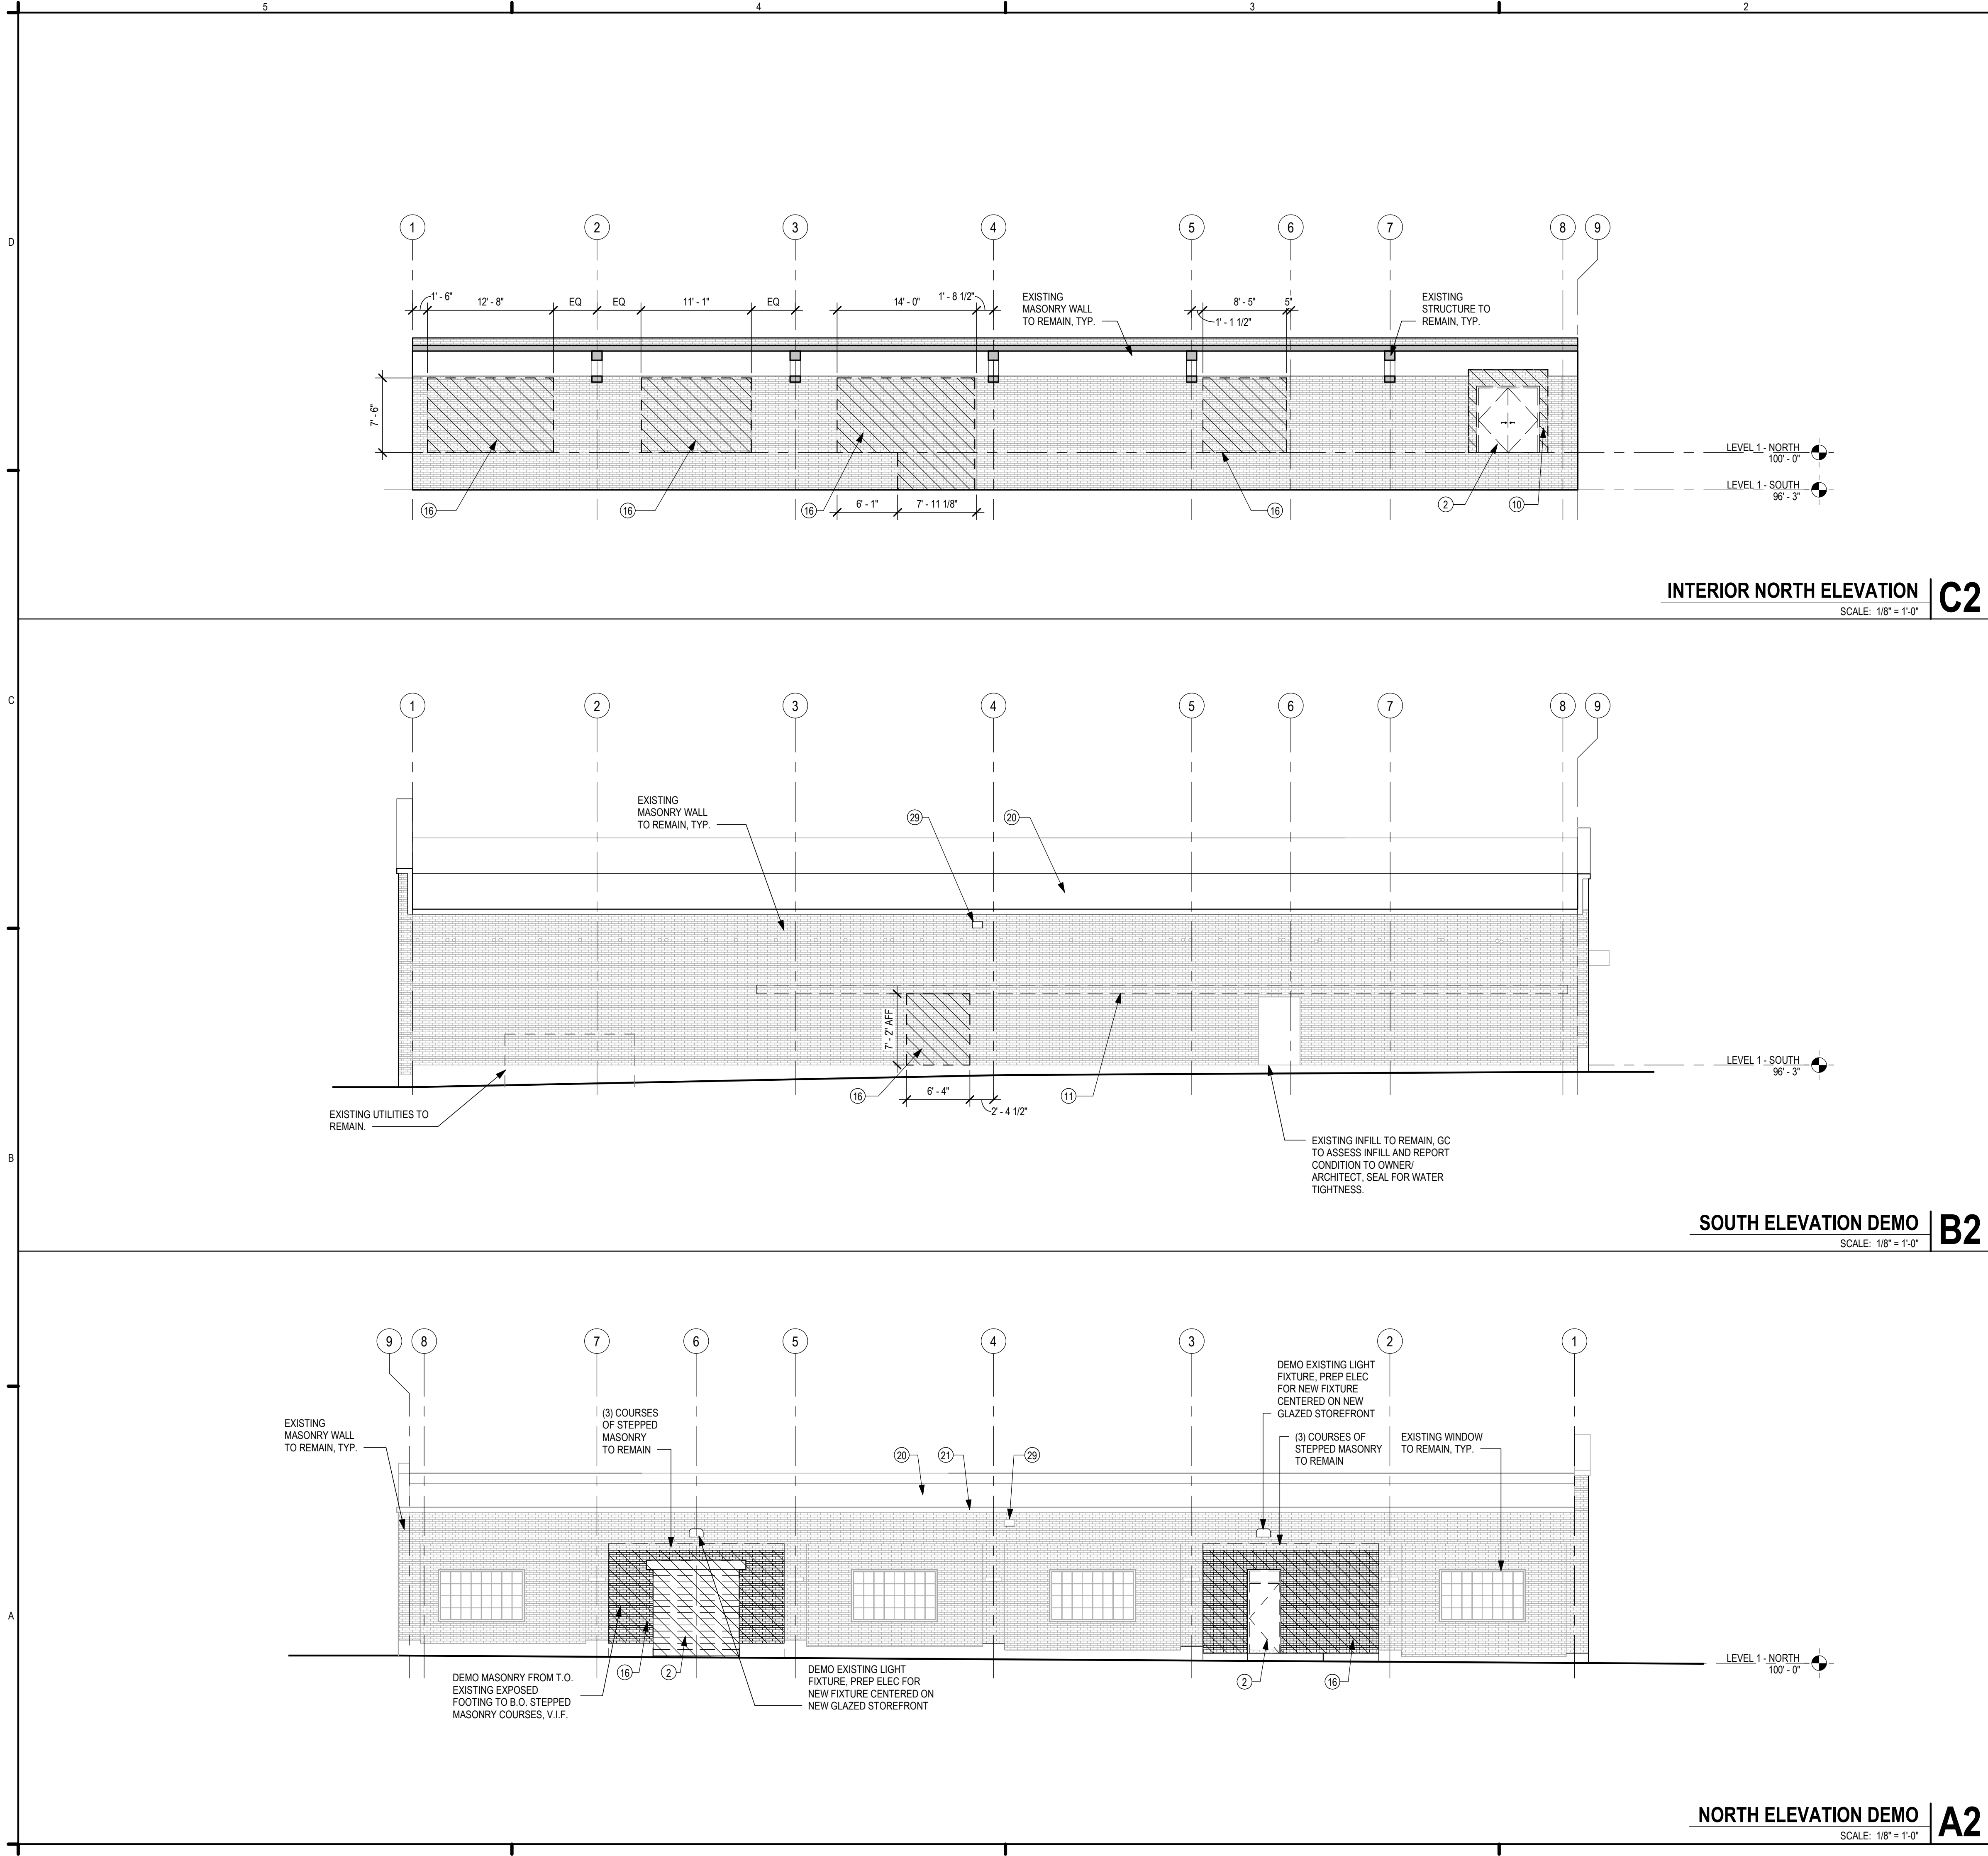 5 4 3 2
D
1 2 3 4 5 6 7 8 9
1' - 6" 12' - 8" EQ EQ 11' - 1" EQ 14' - 0" 1' - 8 1/2"
EXISTING
MASONRY WALL
TO REMAIN, TYP.
8' - 5" 5"
1' - 1 1/2"
EXISTING
STRUCTURE TO
REMAIN, TYP.
7' - 6"
LEVEL 1 - NORTH
100' - 0"
LEVEL 1 - SOUTH
96' - 3"
16 16 16 6' - 1" 7' - 11 1/8" 16 2 10
INTERIOR NORTH ELEVATION C2
SCALE: 1/8" = 1'-0"
C
1 2 3 4 5 6 7 8 9
EXISTING
MASONRY WALL
TO REMAIN, TYP.
29 20
7' - 2" AFF
LEVEL 1 - SOUTH
96' - 3"
16 6' - 4" 11
2' - 4 1/2"
EXISTING UTILITIES TO
REMAIN.
EXISTING INFILL TO REMAIN, GC
TO ASSESS INFILL AND REPORT
CONDITION TO OWNER/
ARCHITECT, SEAL FOR WATER
TIGHTNESS.
B
SOUTH ELEVATION DEMO B2
SCALE: 1/8" = 1'-0"
9 8 7 6 5 4 3 2 1
DEMO EXISTING LIGHT
FIXTURE, PREP ELEC
FOR NEW FIXTURE
CENTERED ON NEW
GLAZED STOREFRONT
EXISTING
MASONRY WALL
TO REMAIN, TYP.
(3) COURSES
OF STEPPED
MASONRY
TO REMAIN
20 21 29
(3) COURSES OF
STEPPED MASONRY
TO REMAIN
EXISTING WINDOW
TO REMAIN, TYP.
A
LEVEL 1 - NORTH
100' - 0"
DEMO MASONRY FROM T.O.
EXISTING EXPOSED
FOOTING TO B.O. STEPPED
MASONRY COURSES, V.I.F.
16 2
DEMO EXISTING LIGHT
FIXTURE, PREP ELEC FOR
NEW FIXTURE CENTERED ON
NEW GLAZED STOREFRONT
2 16
NORTH ELEVATION DEMO A2
SCALE: 1/8" = 1'-0"